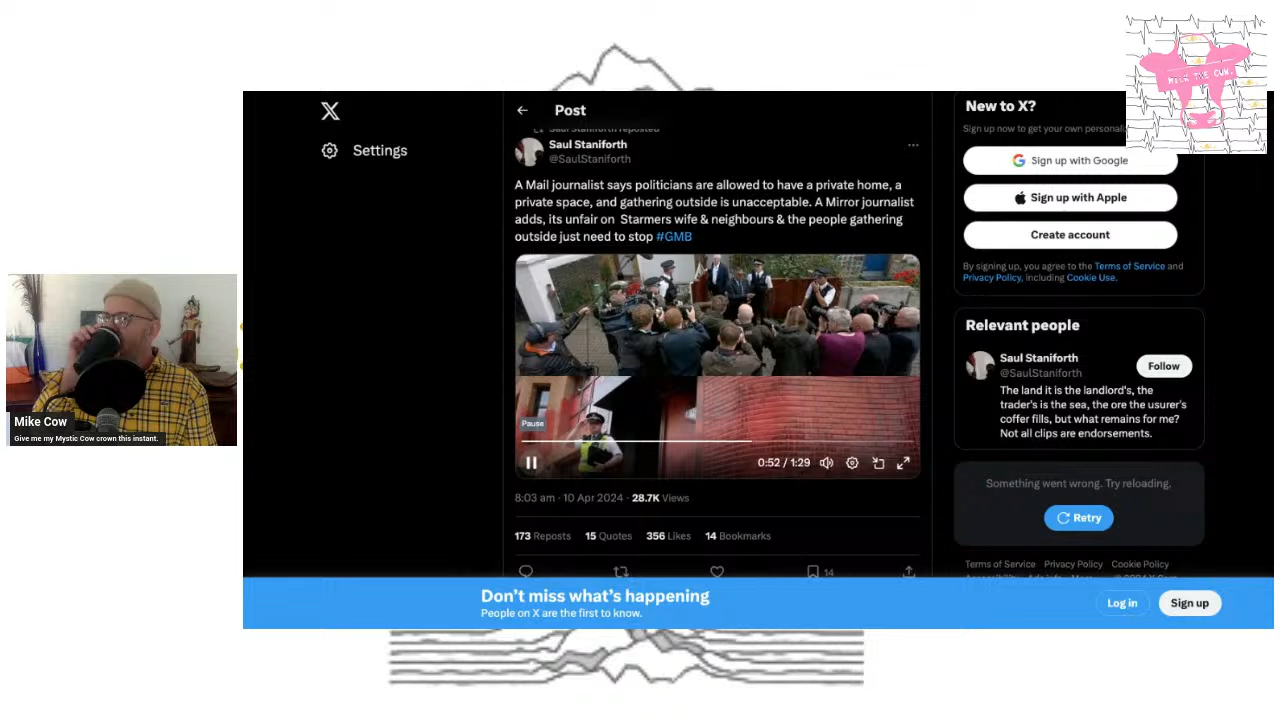 Post
Settings
Saul Staniforth reposted
Saul Staniforth
@SaulStaniforth
A Mail journalist says politicians are allowed to have a private home, a
private space, and gathering outside is unacceptable. A Mirror journalist
adds, its unfair on Starmers wife & neighbours & the people gathering
outside just need to stop #GMB
Pause
0:52 / 1:29
8:03 am · 10 Apr 2024 · 28.7K Views
173 Reposts 15 Quotes 356 Likes 14 Bookmarks
14
New to X?
Sign up now to get your own personal
Sign up with Google
Sign up with Apple
Create account
By signing up, you agree to the Terms of Service and
Privacy Policy, including Cookie Use.
Relevant people
Saul Staniforth
@SaulStaniforth
Follow
The land it is the landlord's, the
trader's is the sea, the ore the usurer's
coffer fills, but what remains for me?
Not all clips are endorsements.
Something went wrong. Try reloading.
Retry
Terms of Service Privacy Policy Cookie Policy
Don't miss what's happening
People on X are the first to know.
Log in
Sign up
Mike Cow
Give me my Mystic Cow crown this instant.
MILK THE COW.